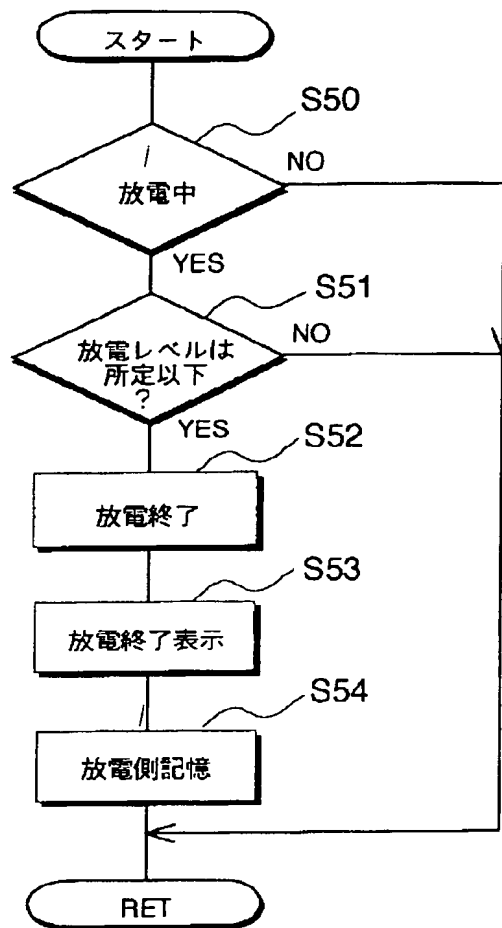 スタート
S50
放電中
NO
YES
S51
放電レベルは
所定以下
?
NO
YES
S52
放電終了
S53
放電終了表示
S54
放電側記憶
RET